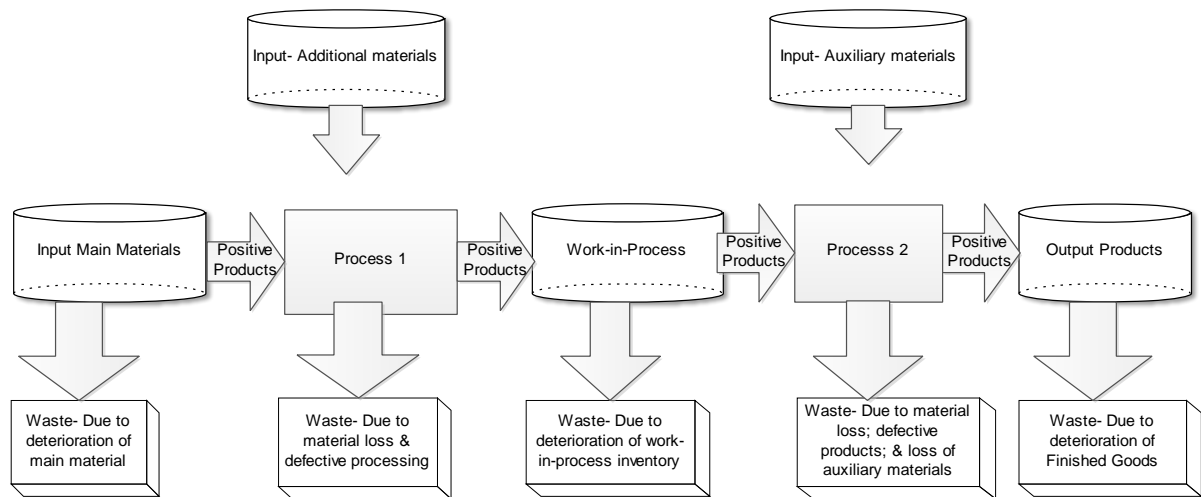 Input- Additional materials
Input- Auxiliary materials
Input Main Materials
Positive
Products
Process 1
Positive
Products
Work-in-Process
Positive
Products
Processs 2
Positive
Products
Output Products
Waste- Due to
deterioration of
main material
Waste- Due to
material loss &
defective processing
Waste- Due to
deterioration of work-
in-process inventory
Waste- Due to material
loss; defective
products; & loss of
auxiliary materials
Waste- Due to
deterioration of
Finished Goods